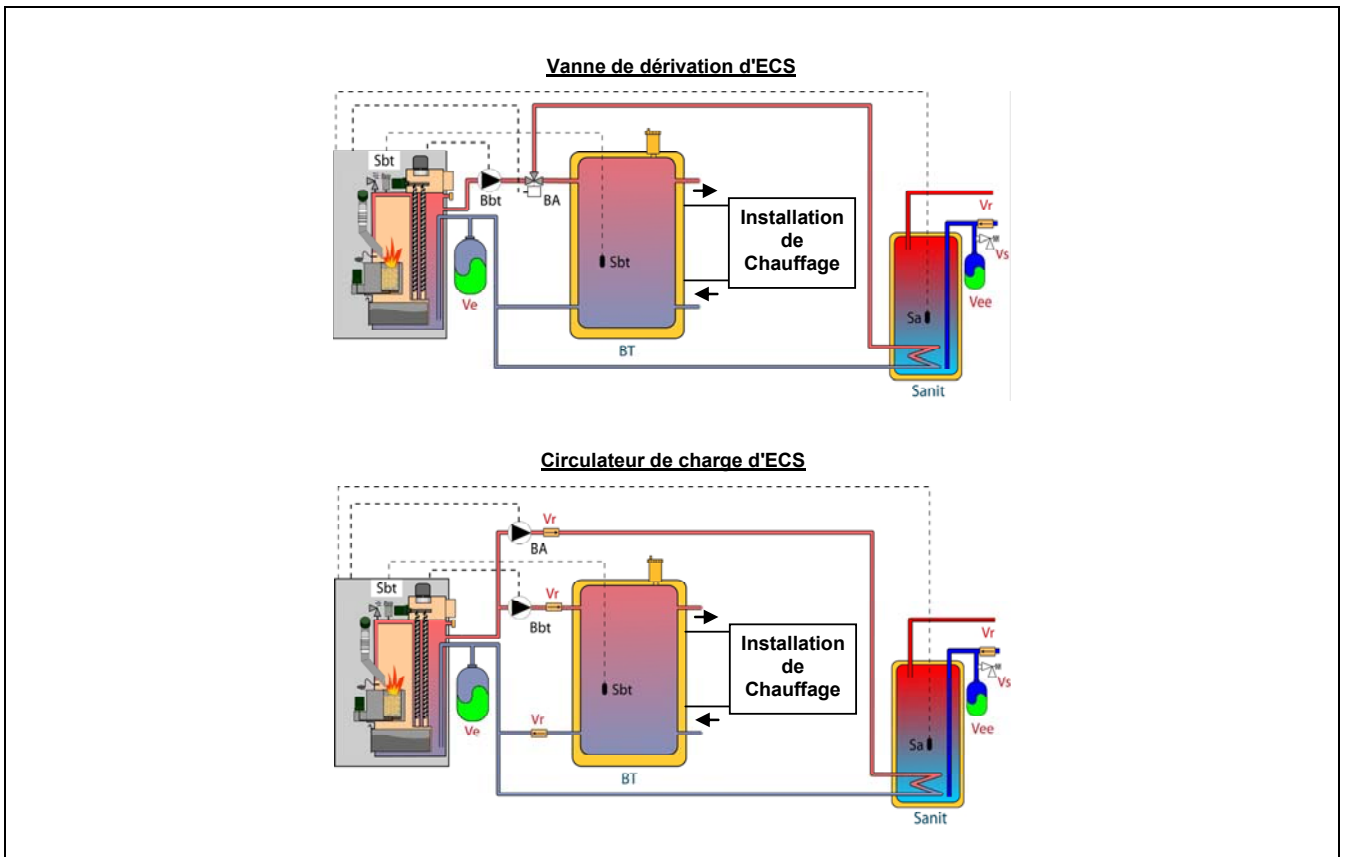 Vanne de dérivation d'ECS
Sbt
Bbt
BA
Vr
Installation
de
Chauffage
Vs
Sbt
Ve
Vee
Sa
BT
Sanit
Circulateur de charge d'ECS
Vr
BA
Sbt
Vr
Bbt
Vr
Installation
de
Chauffage
Vs
Sbt
Vr
Ve
Vee
Sa
BT
Sanit